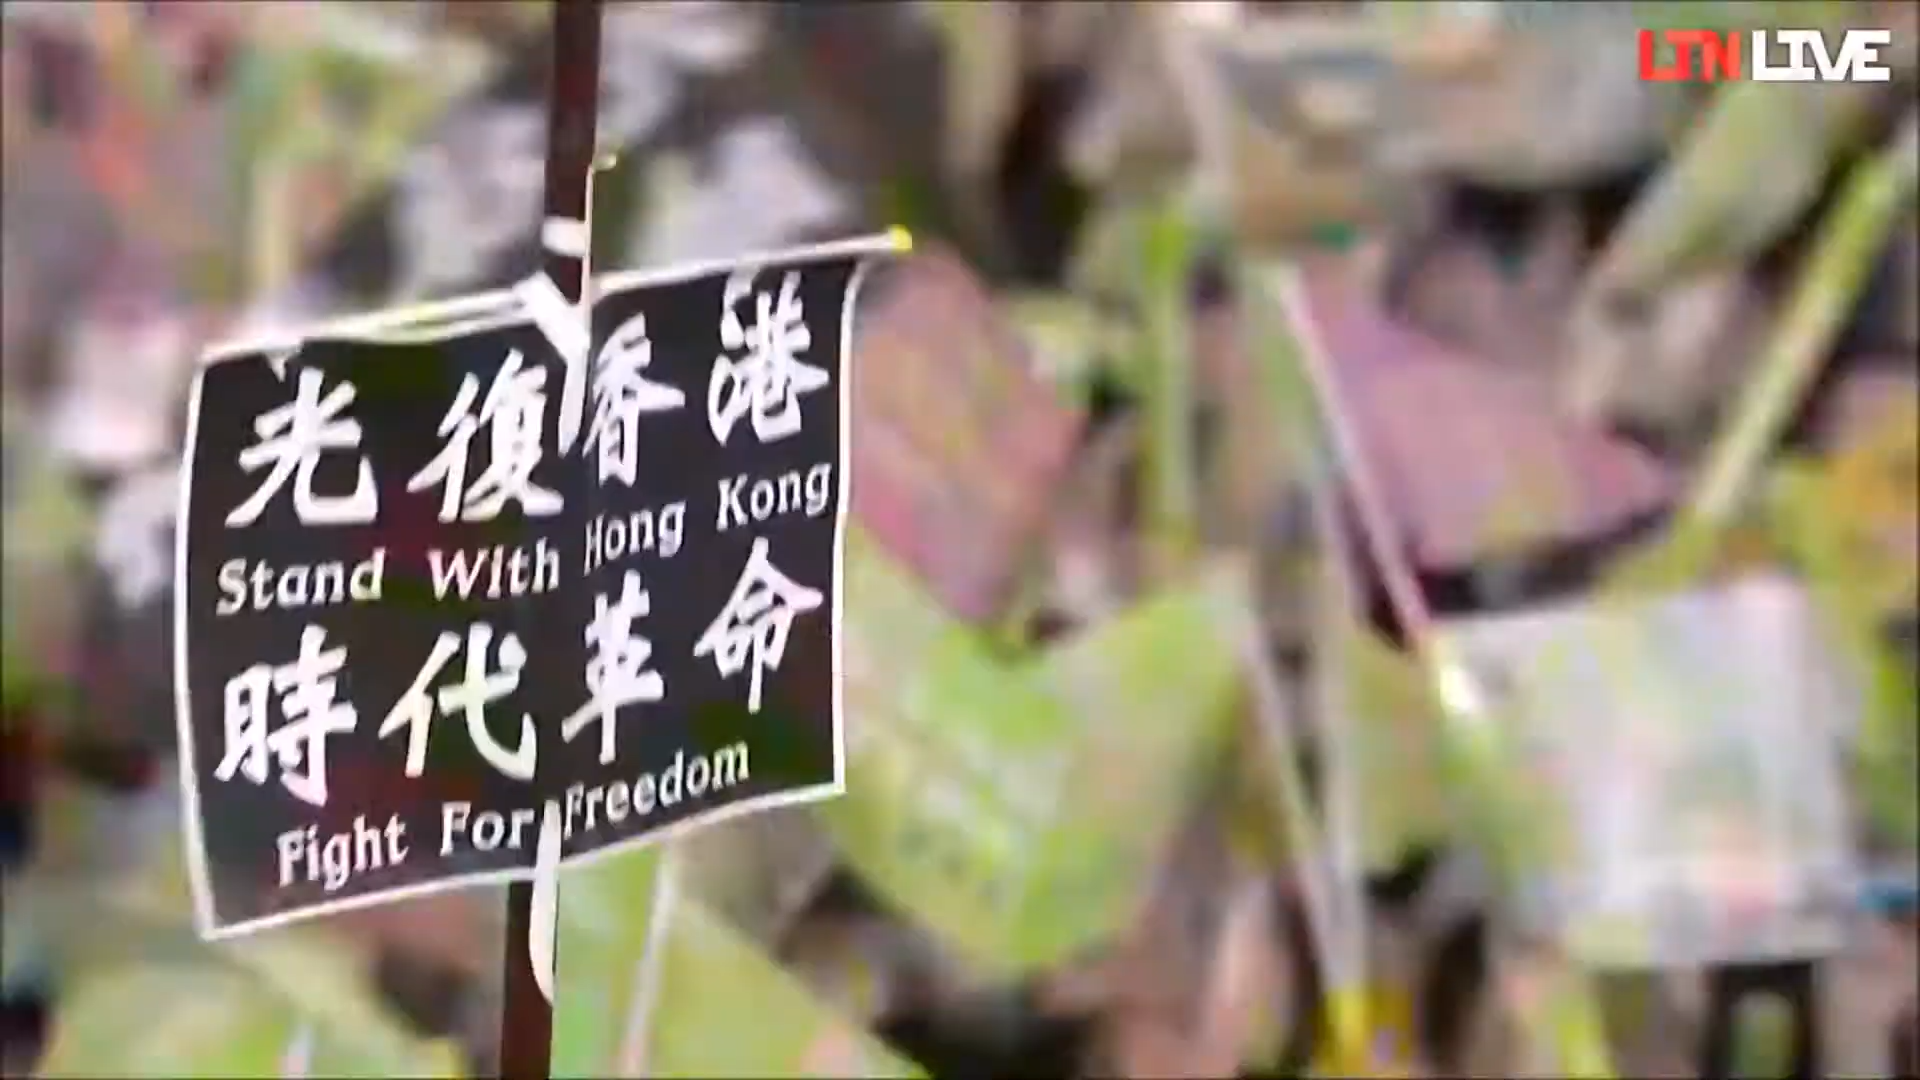 LTN LIVE
光復香港
Stand With Hong Kong
時代革命
Fight For Freedom